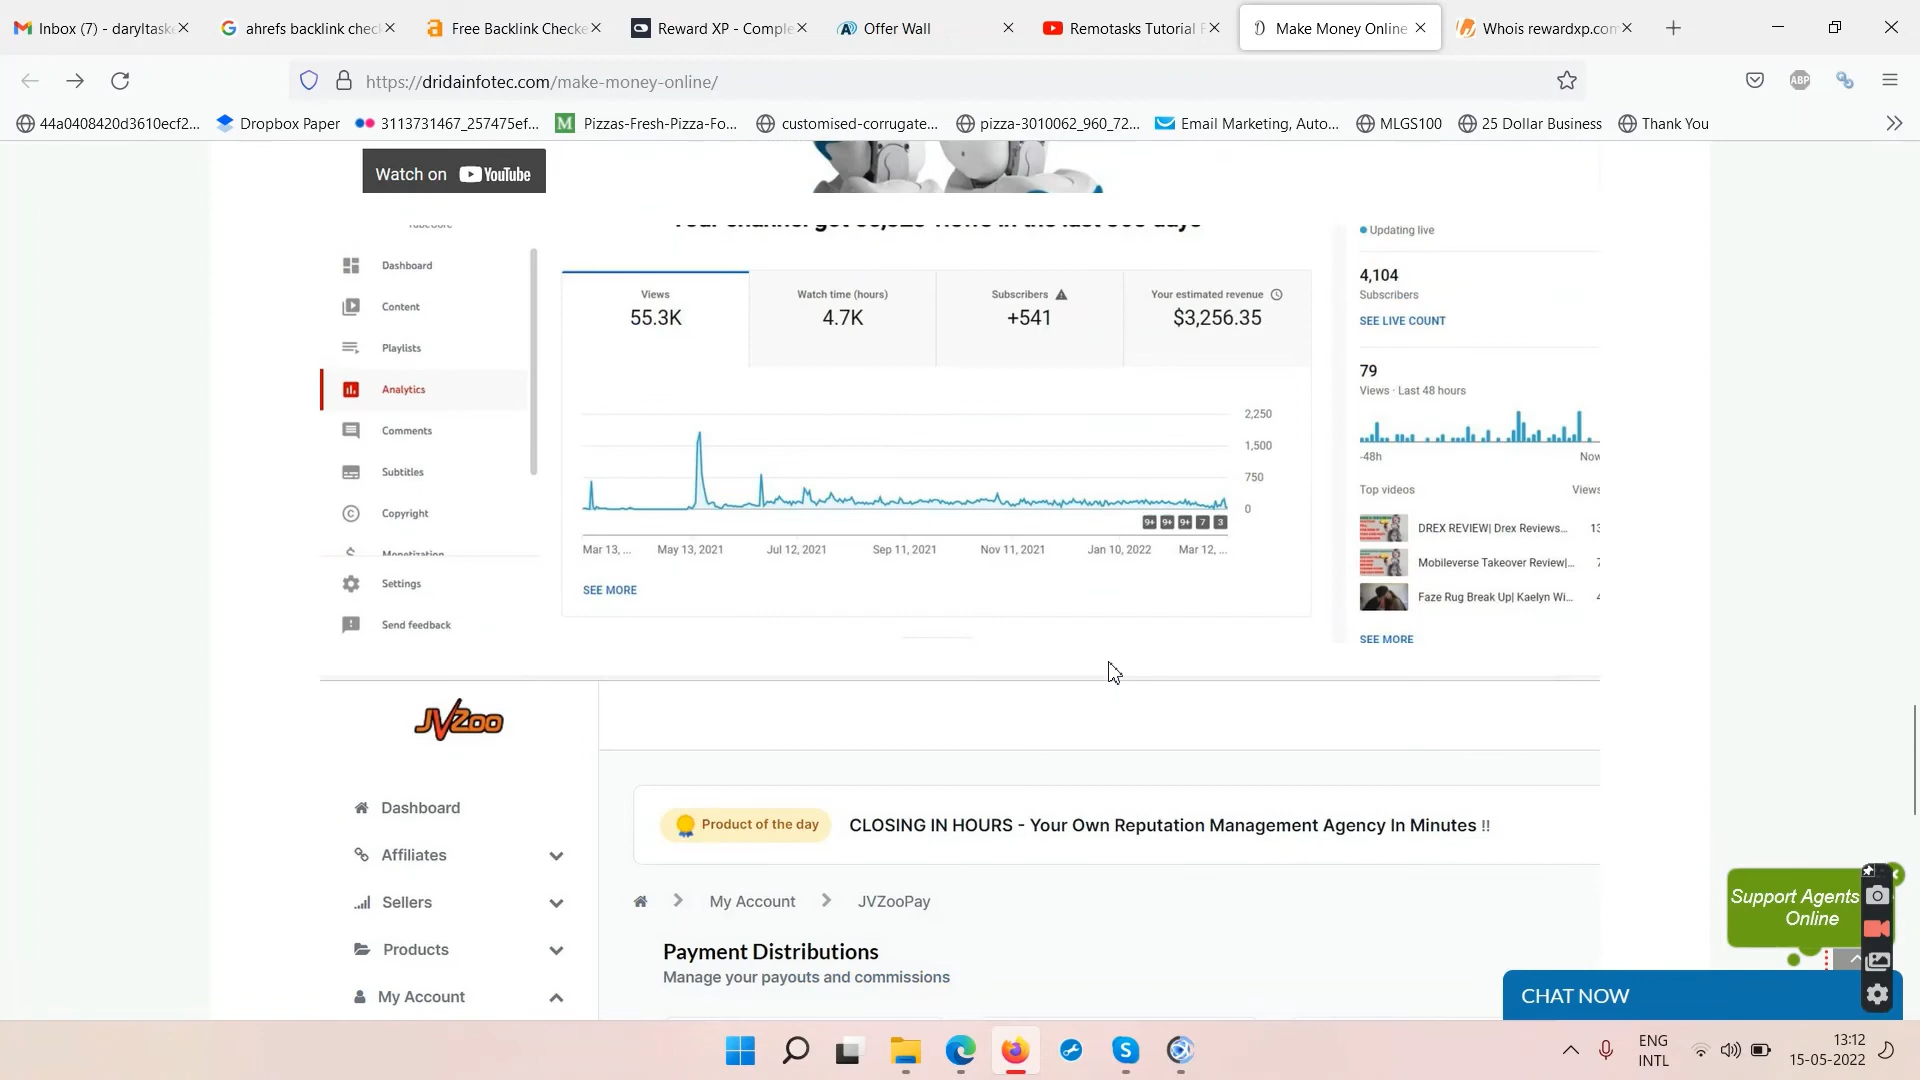 Inbox (7) - daryltaske
ahrefs backlink chec
Free Backlink Checke
Reward XP - Comple
Offer Wall
Remotasks Tutorial F
Make Money Online
Whois rewardxp.com
https://dridainfotec.com/make-money-online/
ABP
44a0408420d3610ecf2...
Dropbox Paper
3113731467_257475ef...
M Pizzas-Fresh-Pizza-Fo...
customised-corrugate...
pizza-3010062_960_72...
Email Marketing, Auto...
MLGS100
25 Dollar Business
Thank You
Watch on YouTube
Updating live
Dashboard
Content
Playlists
Analytics
Comments
Subtitles
Copyright
Monetization
Settings
Send feedback
Views
55.3K
Watch time (hours)
4.7K
Subscribers
+541
Your estimated revenue
$3,256.35
2,250
1,500
750
0
9+ 9+ 9+ 7 3
Mar 13, ...
May 13, 2021
Jul 12, 2021
Sep 11, 2021
Nov 11, 2021
Jan 10, 2022
Mar 12, ...
SEE MORE
4,104
Subscribers
SEE LIVE COUNT
79
Views · Last 48 hours
-48h
Now
Top videos
Views
DREX REVIEW| Drex Reviews...
Mobileverse Takeover Review|...
Faze Rug Break Up| Kaelyn Wi...
SEE MORE
JVZoo
Dashboard
Affiliates
Sellers
Products
My Account
Product of the day
CLOSING IN HOURS - Your Own Reputation Management Agency In Minutes !!
My Account
JVZooPay
Payment Distributions
Manage your payouts and commissions
Support Agents
Online
CHAT NOW
ENG
INTL
13:12
15-05-2022